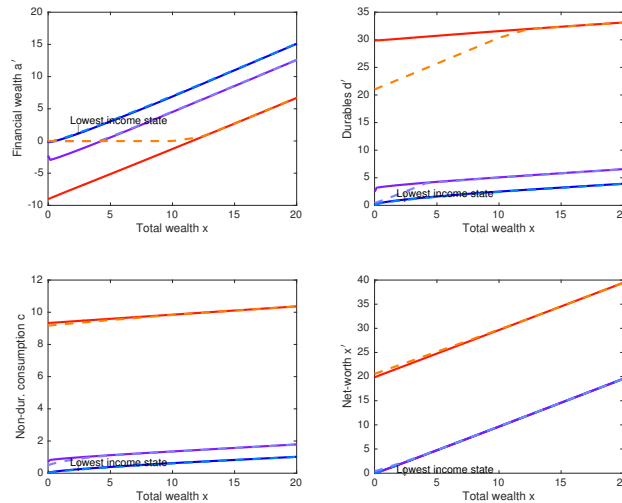 20
15
10
5
0
-5
-10
Financial wealth a′
Lowest income state
0 5 10 15 20
Total wealth x
35
30
25
20
15
10
5
0
Durables d′
Lowest income state
0 5 10 15 20
Total wealth x
12
10
8
6
4
2
0
Non-dur. consumption c
Lowest income state
0 5 10 15 20
Total wealth x
40
35
30
25
20
15
10
5
0
Net-worth x′
Lowest income state
0 5 10 15 20
Total wealth x